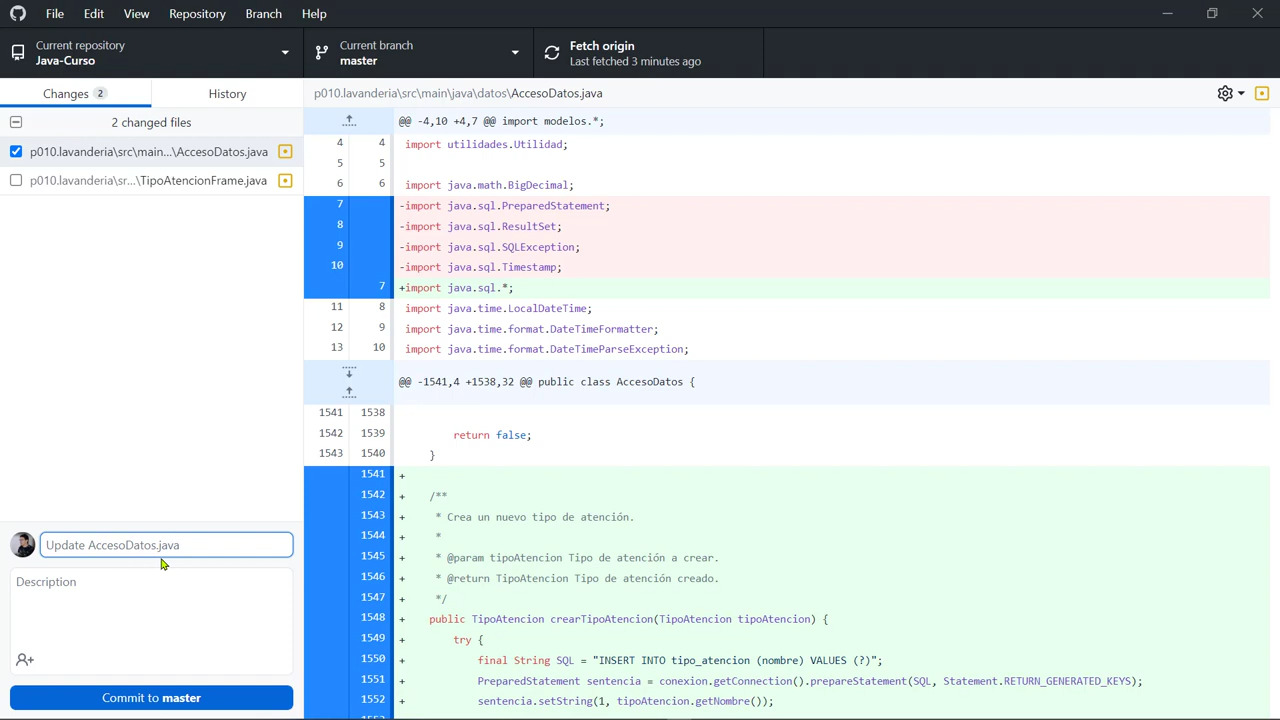 File Edit View Repository Branch Help
Current repository
Java-Curso
Current branch
master
Fetch origin
Last fetched 3 minutes ago
Changes 2 History
p010.lavanderia\src\main\java\datos\AccesoDatos.java
2 changed files
p010.lavanderia\src\main...\AccesoDatos.java
p010.lavanderia\sr...\TipoAtencionFrame.java
@@ -4,10 +4,7 @@ import modelos.*;
4 4 import utilidades.Utilidad;
5 5
6 6 import java.math.BigDecimal;
7 -import java.sql.PreparedStatement;
8 -import java.sql.ResultSet;
9 -import java.sql.SQLException;
10 -import java.sql.Timestamp;
7 +import java.sql.*;
11 8 import java.time.LocalDateTime;
12 9 import java.time.format.DateTimeFormatter;
13 10 import java.time.format.DateTimeParseException;
@@ -1541,4 +1538,32 @@ public class AccesoDatos {
1541 1538
1542 1539 return false;
1543 1540 }
1541 +
1542 + /**
1543 + * Crea un nuevo tipo de atención.
1544 + *
1545 + * @param tipoAtencion Tipo de atención a crear.
1546 + * @return TipoAtencion Tipo de atención creado.
1547 + */
1548 + public TipoAtencion crearTipoAtencion(TipoAtencion tipoAtencion) {
1549 + try {
1550 + final String SQL = "INSERT INTO tipo_atencion (nombre) VALUES (?)";
1551 + PreparedStatement sentencia = conexion.getConnection().prepareStatement(SQL, Statement.RETURN_GENERATED_KEYS);
1552 + sentencia.setString(1, tipoAtencion.getNombre());
Update AccesoDatos.java
Description
Commit to master